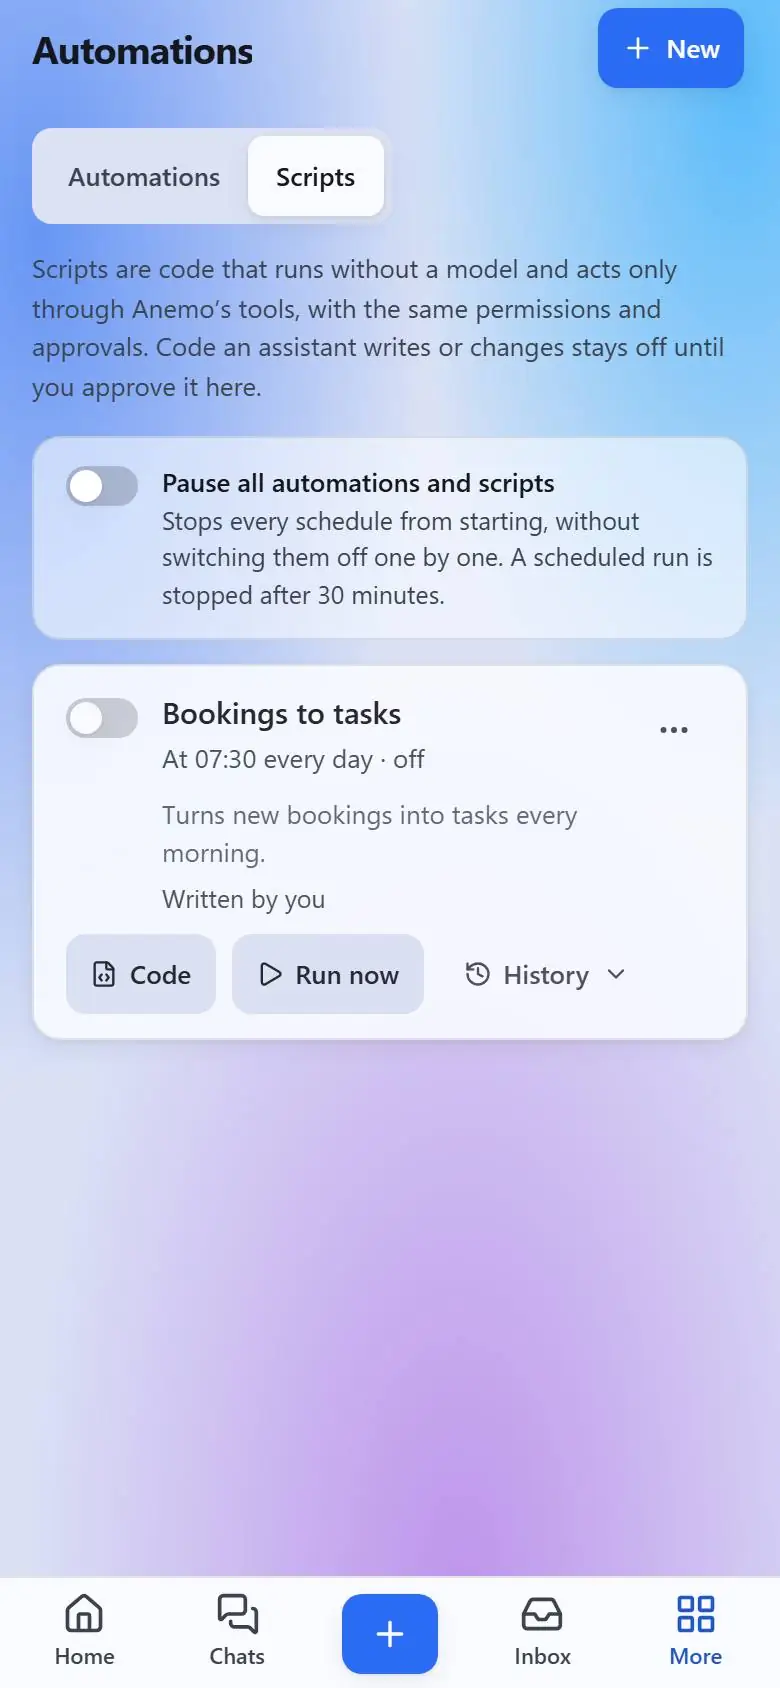 Automations
New
Automations
Scripts
Scripts are code that runs without a model and acts only
through Anemo’s tools, with the same permissions and
approvals. Code an assistant writes or changes stays off until
you approve it here.
Pause all automations and scripts
Stops every schedule from starting, without
switching them off one by one. A scheduled run is
stopped after 30 minutes.
Bookings to tasks
At 07:30 every day · off
Turns new bookings into tasks every
morning.
Written by you
Code
Run now
History
Home
Chats
Inbox
More